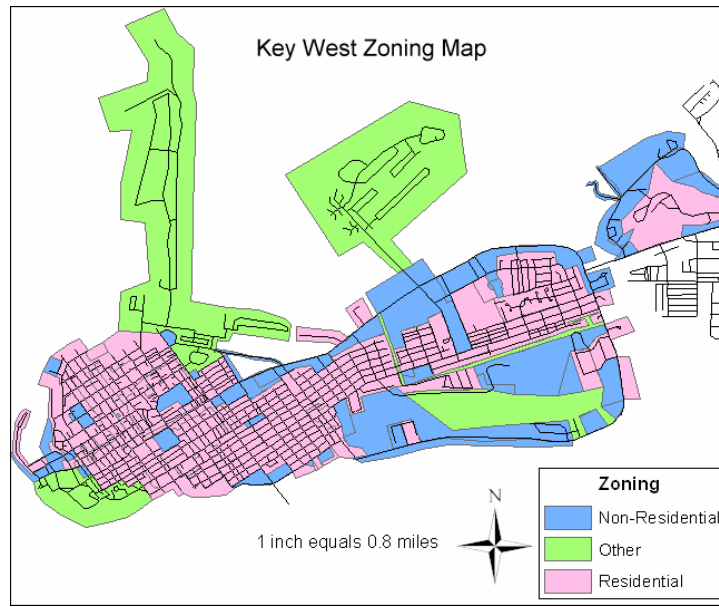 Key West Zoning Map
N
1 inch equals 0.8 miles
Zoning
Non-Residential
Other
Residential